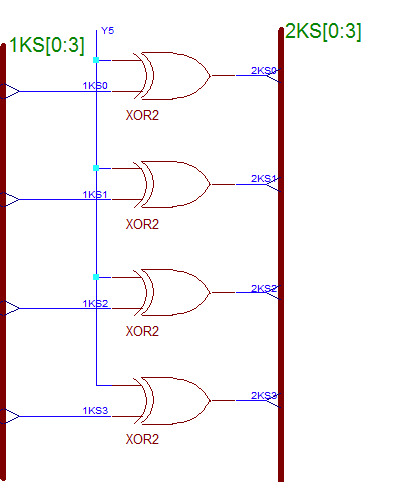 Y5
1KS[0:3]
2KS[0:3]
1KS0
2KS0
XOR2
1KS1
2KS1
XOR2
1KS2
2KS2
XOR2
1KS3
2KS3
XOR2